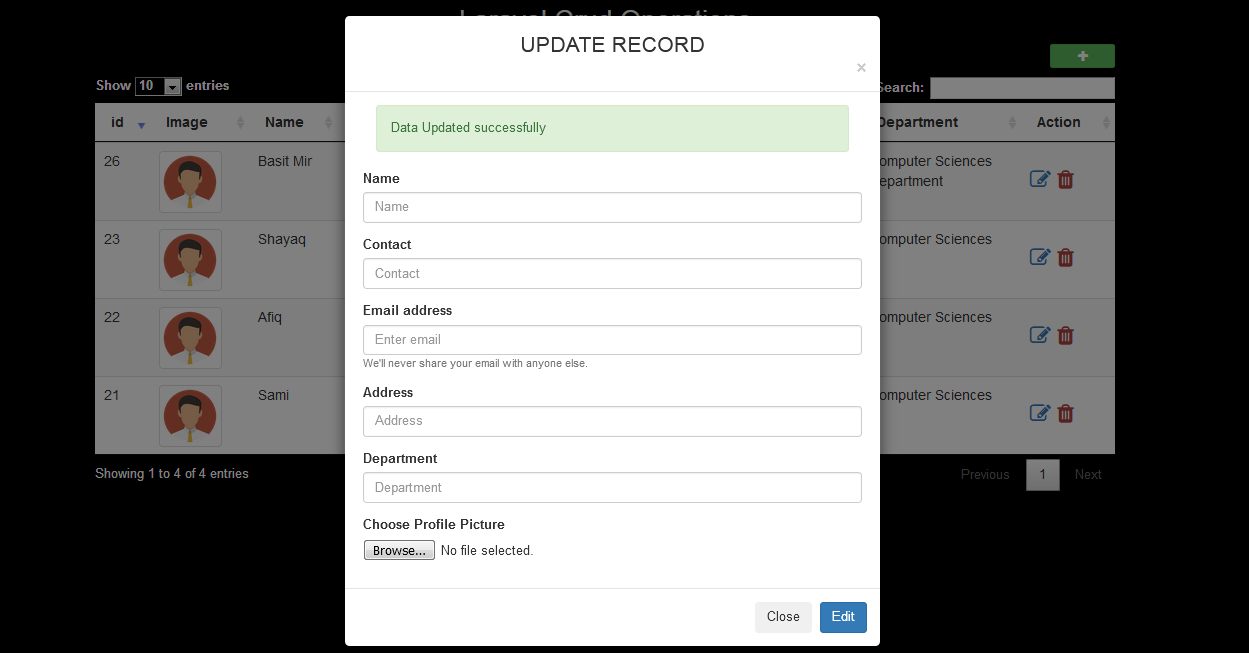 Laravel Crud Operations
UPDATE RECORD
×
Show 10 entries
Search:
id Image Name Department Action
Data Updated successfully
26 Basit Mir omputer Sciences
epartment
23 Shayaq omputer Sciences
22 Afiq omputer Sciences
21 Sami omputer Sciences
Showing 1 to 4 of 4 entries
Previous 1 Next
Name
Name
Contact
Contact
Email address
Enter email
We'll never share your email with anyone else.
Address
Address
Department
Department
Choose Profile Picture
Browse... No file selected.
Close Edit